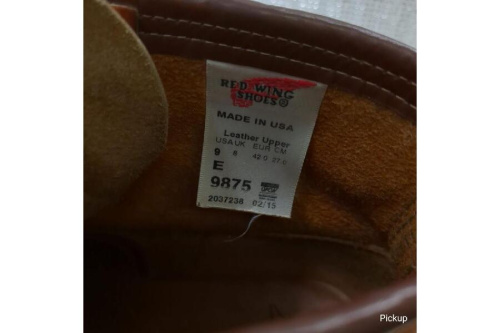 RED WING
SHOES®
MADE IN USA
Leather Upper
USA UK EUR CM
9 8 42.5 27.0
E
9875
2037238 02/15
Pickup